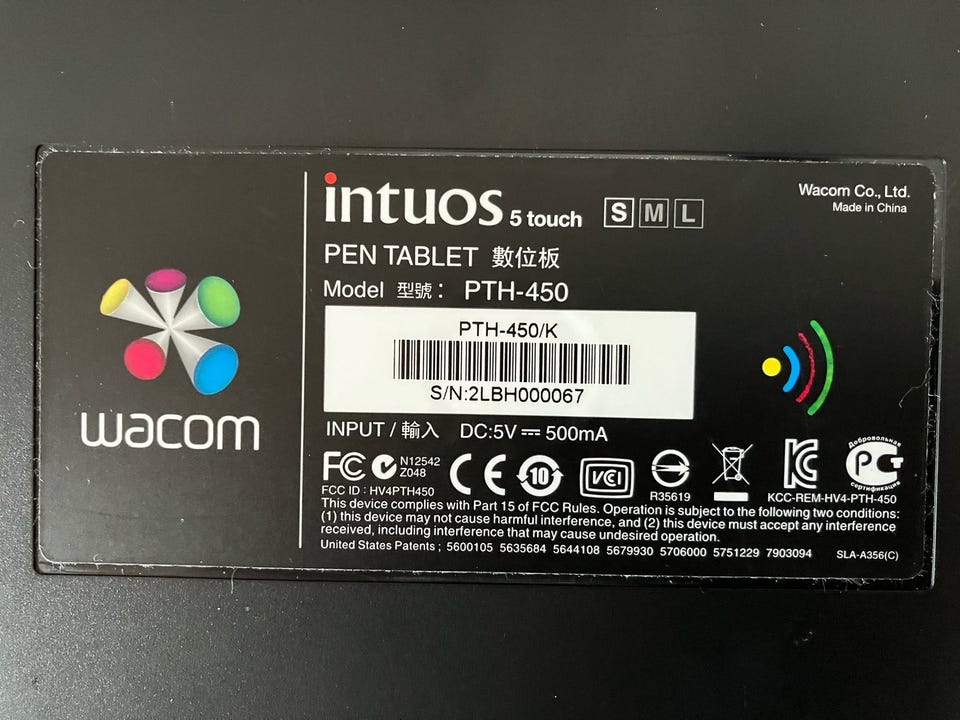 wacom
intuos 5 touch S M L
Wacom Co., Ltd.
Made in China
PEN TABLET 數位板
Model 型號： PTH-450
PTH-450/K
S/N:2LBH000067
INPUT / 輸入 DC:5V ⎓ 500mA
FC N12542
Z048
CE 10 VCI R35619 KC KCC-REM-HV4-PTH-450
Добровольная
РСТ
сертификация
FCC ID : HV4PTH450
This device complies with Part 15 of FCC Rules. Operation is subject to the following two conditions:
(1) this device may not cause harmful interference, and (2) this device must accept any interference
received, including interference that may cause undesired operation.
United States Patents ; 5600105 5635684 5644108 5679930 5706000 5751229 7903094 SLA-A356(C)